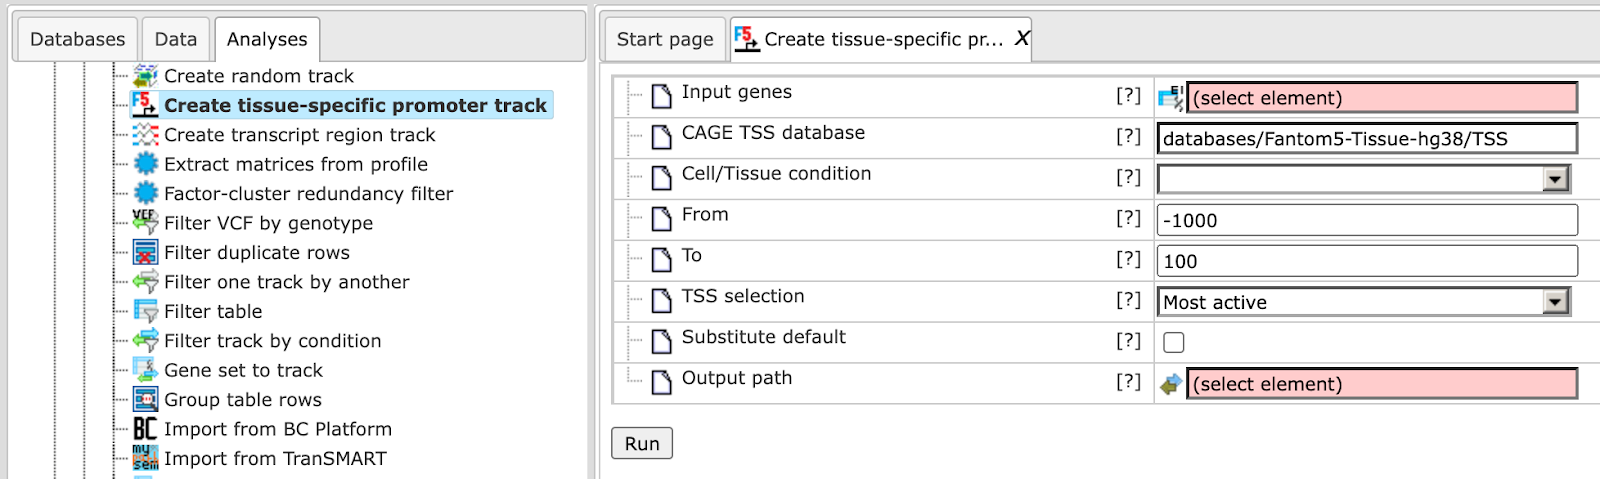 Databases
Data
Analyses
Create random track
Create tissue-specific promoter track
Create transcript region track
Extract matrices from profile
Factor-cluster redundancy filter
VCF Filter VCF by genotype
Filter duplicate rows
Filter one track by another
Filter table
Filter track by condition
Gene set to track
Group table rows
BC Import from BC Platform
Import from TranSMART
Start page
F5 Create tissue-specific pr... X
Input genes [?] (select element)
CAGE TSS database [?] databases/Fantom5-Tissue-hg38/TSS
Cell/Tissue condition [?]
From [?] -1000
To [?] 100
TSS selection [?] Most active
Substitute default [?]
Output path [?] (select element)
Run